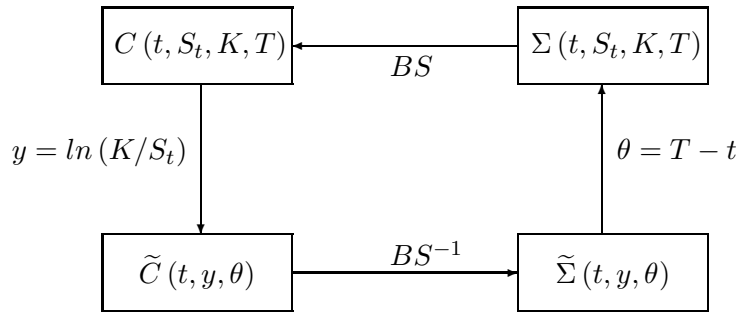 C (t, S_t, K, T)
Σ (t, S_t, K, T)
BS
y = ln (K/S_t)
θ = T − t
C̃ (t, y, θ)
BS^{−1}
Σ̃ (t, y, θ)